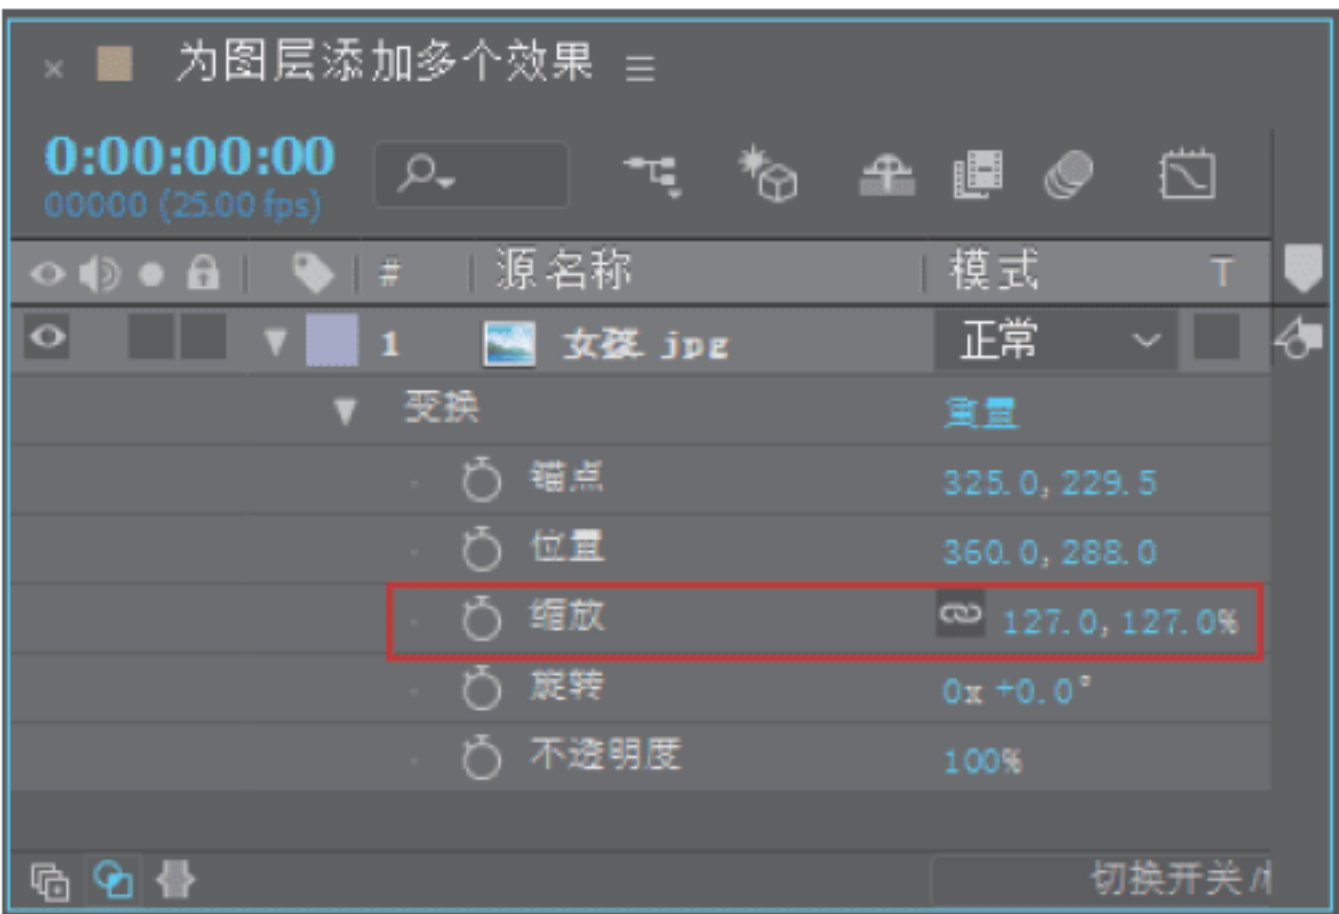 为图层添加多个效果
0:00:00:00
00000 (25.00 fps)
# 源名称 模式 T
1 女孩.jpg 正常
变换 重置
锚点 325.0, 229.5
位置 360.0, 288.0
缩放 127.0, 127.0%
旋转 0x +0.0°
不透明度 100%
切换开关/